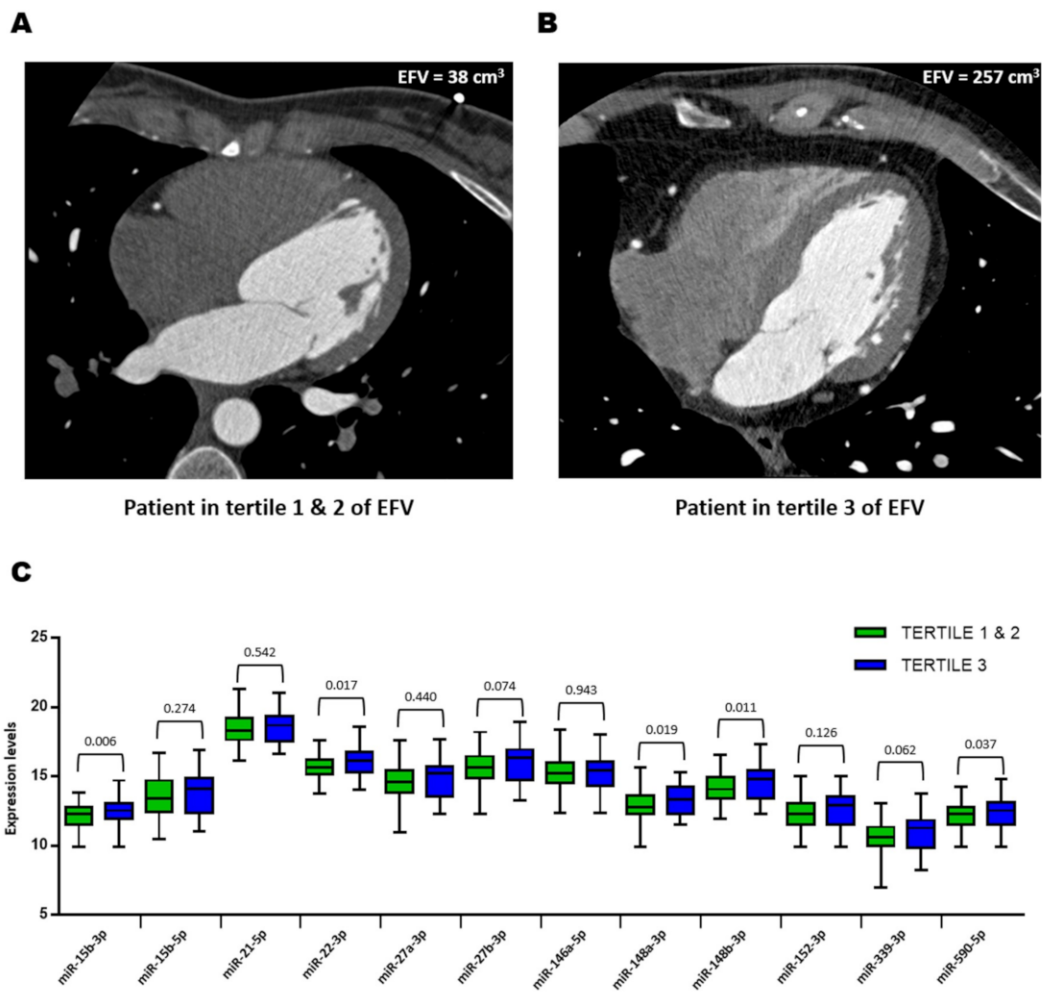 A
B
EFV = 38 cm³
EFV = 257 cm³
Patient in tertile 1 & 2 of EFV
Patient in tertile 3 of EFV
C
TERTILE 1 & 2
TERTILE 3
Expression levels
25
20
15
10
5
0.006
0.274
0.542
0.017
0.440
0.074
0.943
0.019
0.011
0.126
0.062
0.037
miR-15b-3p
miR-15b-5p
miR-21-5p
miR-22-3p
miR-27a-3p
miR-27b-3p
miR-146a-5p
miR-148a-3p
miR-148b-3p
miR-152-3p
miR-339-3p
miR-590-5p